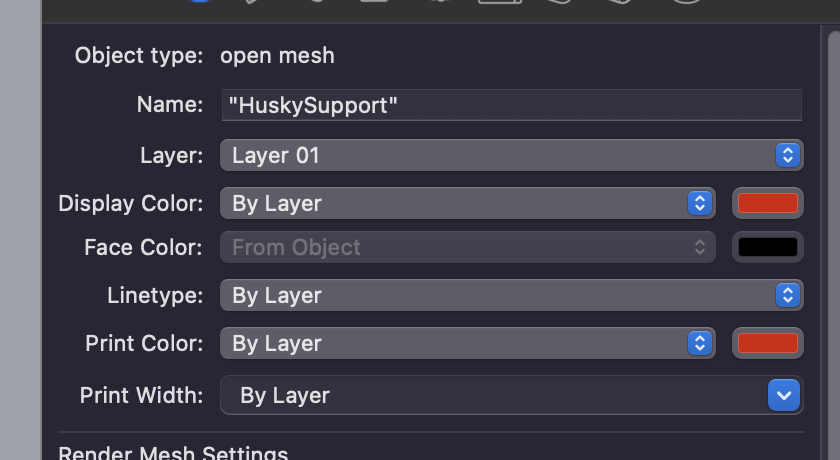 Object type: open mesh
Name: "HuskySupport"
Layer: Layer 01
Display Color: By Layer
Face Color: From Object
Linetype: By Layer
Print Color: By Layer
Print Width: By Layer
Render Mesh Settings